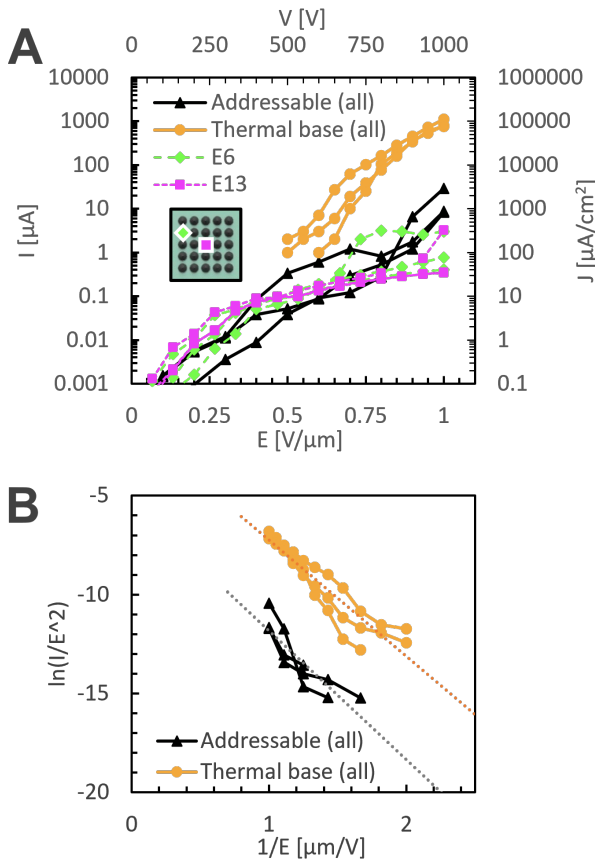 A
V [V]
0 250 500 750 1000
10000 1000000
1000 100000
100 10000
10 1000
1 100
0.1 10
0.01 1
0.001 0.1
I [µA]
J [µA/cm²]
Addressable (all)
Thermal base (all)
E6
E13
0 0.25 0.5 0.75 1
E [V/µm]
B
-5
-10
-15
-20
ln(I/E^2)
Addressable (all)
Thermal base (all)
0 1 2
1/E [µm/V]